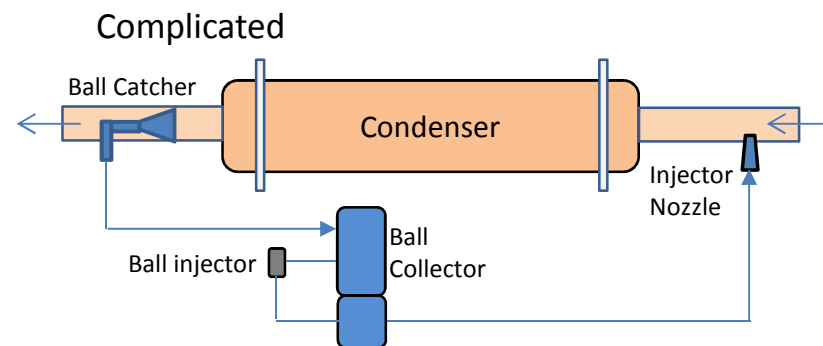 Complicated
Ball Catcher
Condenser
Injector
Nozzle
Ball
Collector
Ball injector